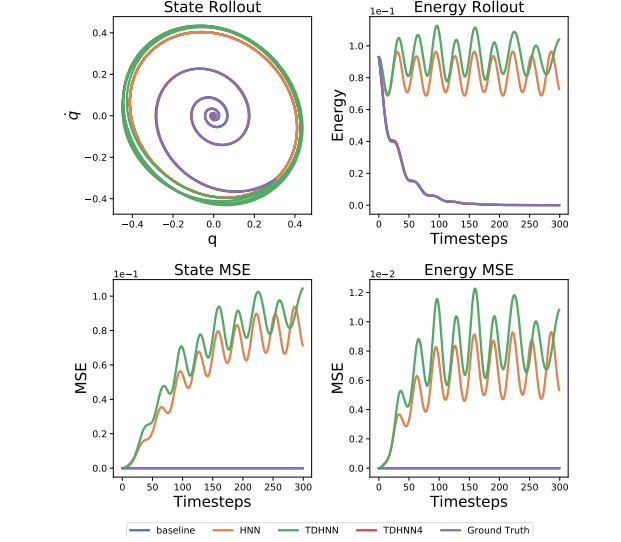 State Rollout
0.4
0.2
0.0
−0.2
−0.4
q̇
−0.4
−0.2
0.0
0.2
0.4
q
Energy Rollout
1e−1
1.0
0.8
0.6
0.4
0.2
0.0
Energy
0
50
100
150
200
250
300
Timesteps
State MSE
1e−1
1.0
0.8
0.6
0.4
0.2
0.0
MSE
0
50
100
150
200
250
300
Timesteps
Energy MSE
1e−2
1.2
1.0
0.8
0.6
0.4
0.2
0.0
MSE
0
50
100
150
200
250
300
Timesteps
baseline
HNN
TDHNN
TDHNN4
Ground Truth